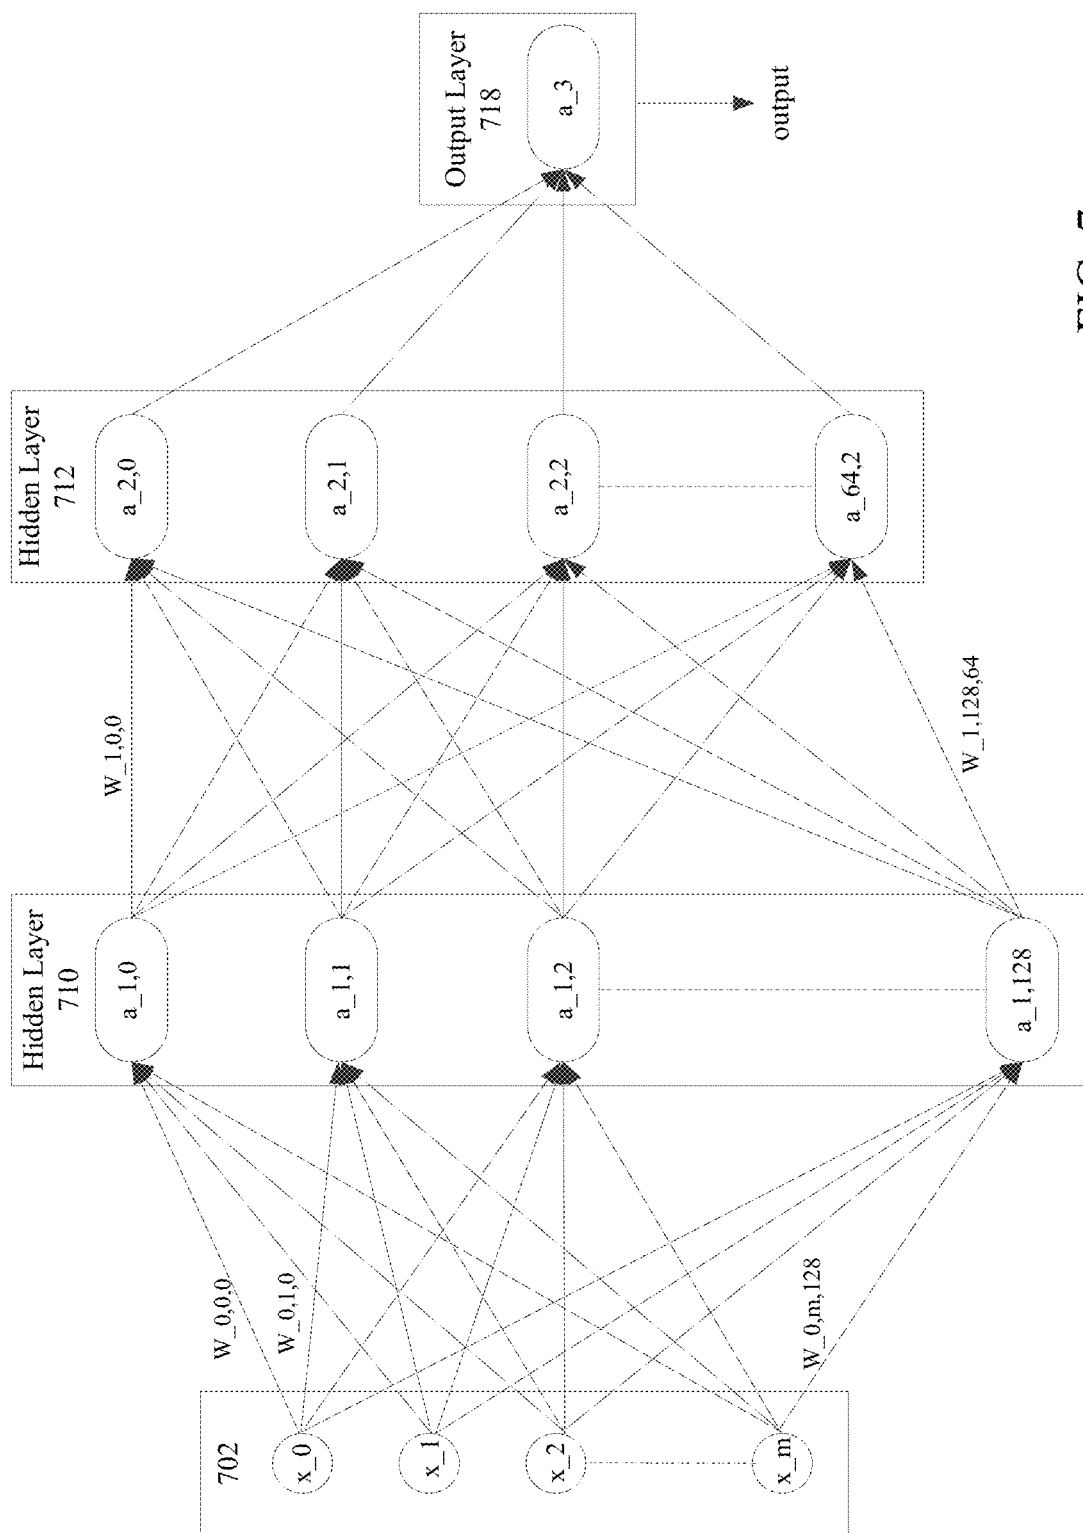 702
x_0
x_1
x_2
x_m
W_0,0,0
W_0,1,0
W_0,m,128
Hidden Layer
710
a_1,0
a_1,1
a_1,2
a_1,128
W_1,0,0
W_1,128,64
Hidden Layer
712
a_2,0
a_2,1
a_2,2
a_64,2
Output Layer
718
a_3
output
FIG. 7